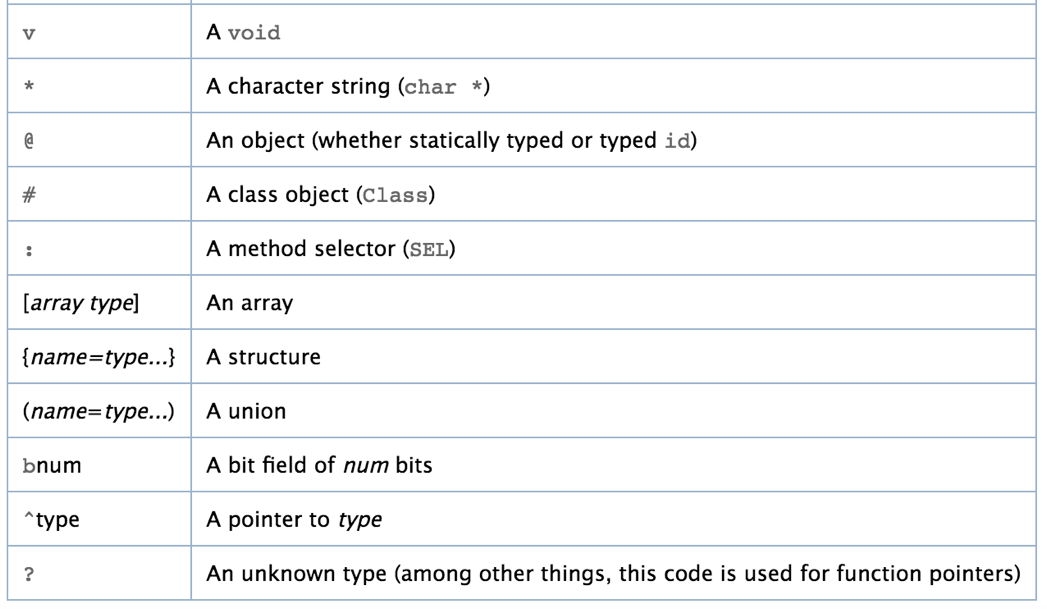 v A void
* A character string (char *)
@ An object (whether statically typed or typed id)
# A class object (Class)
: A method selector (SEL)
[array type] An array
{name=type...} A structure
(name=type...) A union
bnum A bit field of num bits
^type A pointer to type
? An unknown type (among other things, this code is used for function pointers)